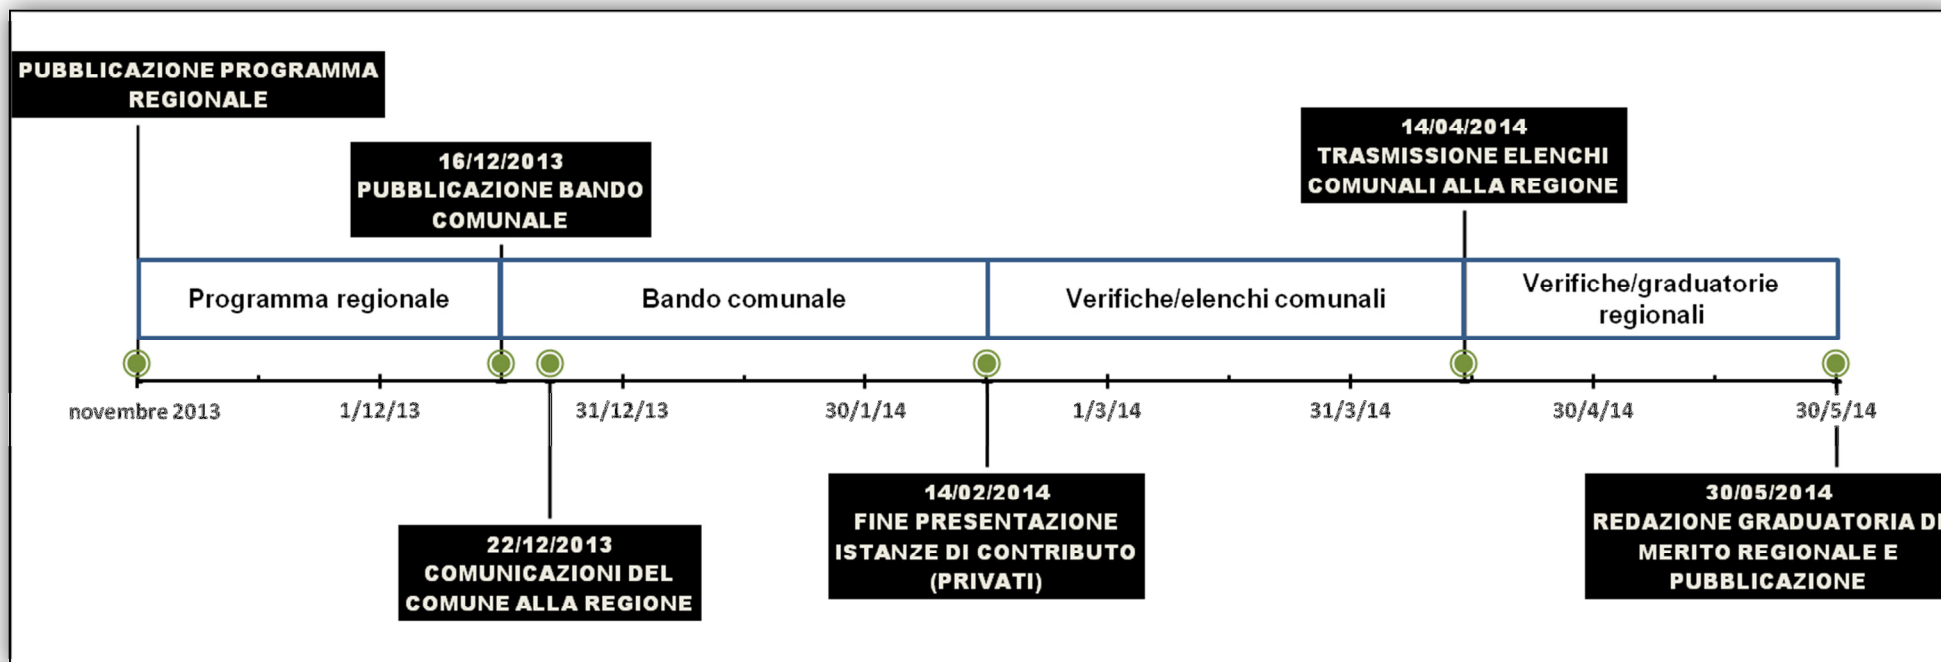 PUBBLICAZIONE PROGRAMMA
REGIONALE
16/12/2013
PUBBLICAZIONE BANDO
COMUNALE
14/04/2014
TRASMISSIONE ELENCHI
COMUNALI ALLA REGIONE
Programma regionale
Bando comunale
Verifiche/elenchi comunali
Verifiche/graduatorie
regionali
novembre 2013
1/12/13
31/12/13
30/1/14
1/3/14
31/3/14
30/4/14
30/5/14
22/12/2013
COMUNICAZIONI DEL
COMUNE ALLA REGIONE
14/02/2014
FINE PRESENTAZIONE
ISTANZE DI CONTRIBUTO
(PRIVATI)
30/05/2014
REDAZIONE GRADUATORIA DI
MERITO REGIONALE E
PUBBLICAZIONE